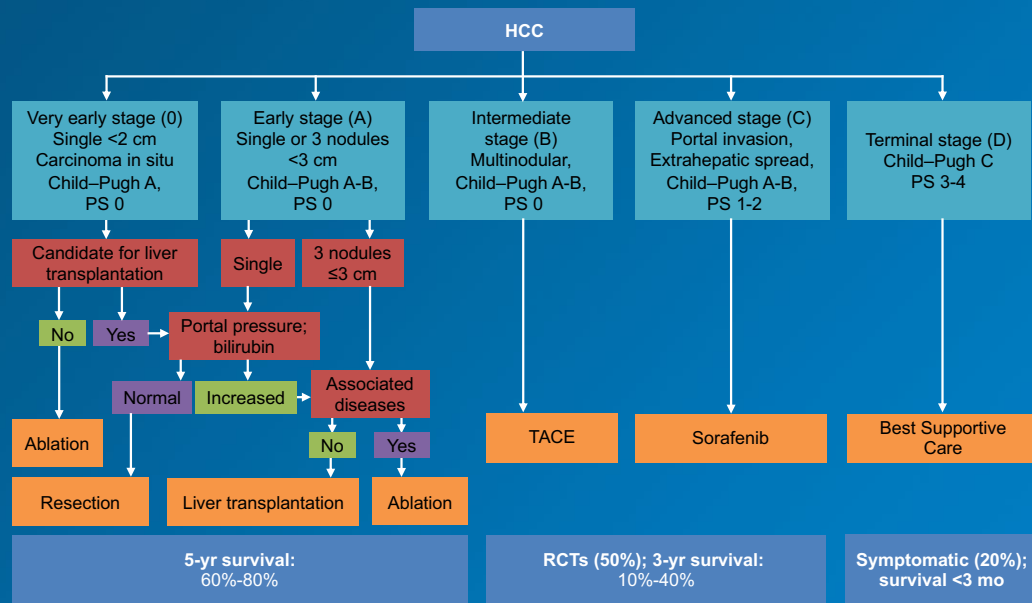 HCC
Very early stage (0)
Single <2 cm
Carcinoma in situ
Child–Pugh A,
PS 0
Early stage (A)
Single or 3 nodules
<3 cm
Child–Pugh A-B,
PS 0
Intermediate
stage (B)
Multinodular,
Child–Pugh A-B,
PS 0
Advanced stage (C)
Portal invasion,
Extrahepatic spread,
Child–Pugh A-B,
PS 1-2
Terminal stage (D)
Child–Pugh C
PS 3-4
Candidate for liver
transplantation
Single
3 nodules
≤3 cm
No
Yes
Portal pressure;
bilirubin
Normal
Increased
Associated
diseases
No
Yes
Ablation
Resection
Liver transplantation
Ablation
TACE
Sorafenib
Best Supportive
Care
5-yr survival:
60%-80%
RCTs (50%); 3-yr survival:
10%-40%
Symptomatic (20%);
survival <3 mo